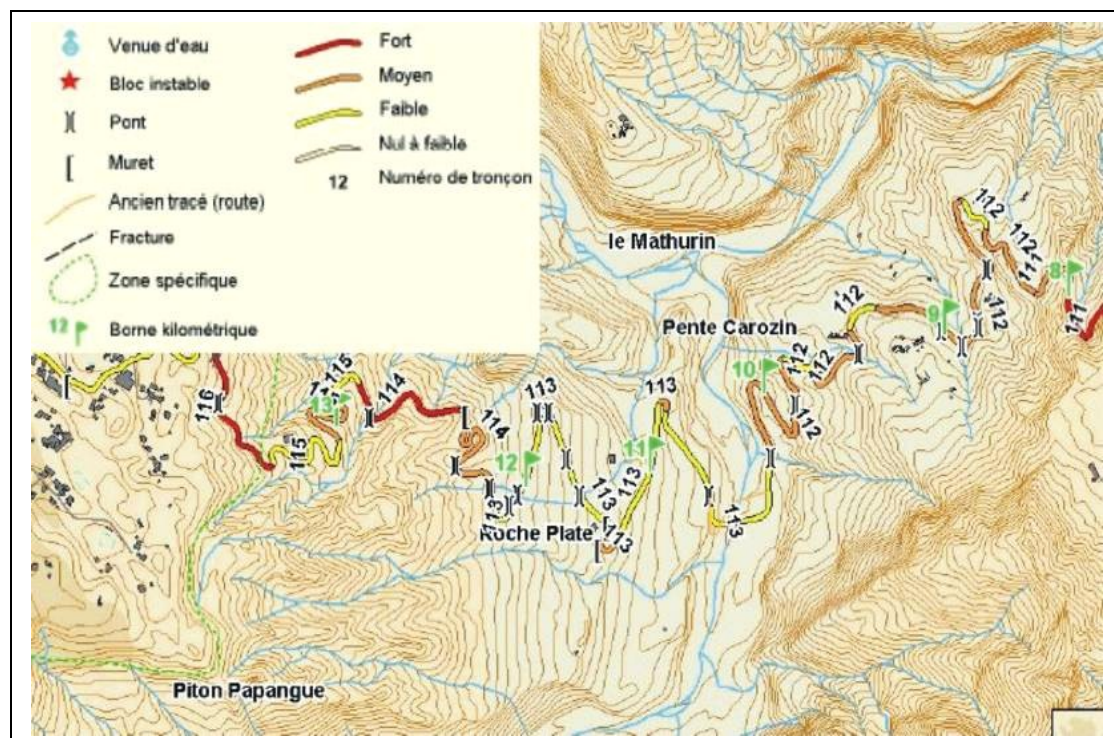 Venue d'eau
Bloc instable
Pont
Muret
Ancien tracé (route)
Fracture
Zone spécifique
12 Borne kilométrique
Fort
Moyen
Faible
Nul à faible
12 Numéro de tronçon
le Mathurin
112
112
111
8
111
112
9
112
Pente Carozin
10
112
112
112
113
113
11
113
113
113
113
Roche Plate
113
12
114
114
115
13
115
116
Piton Papangue